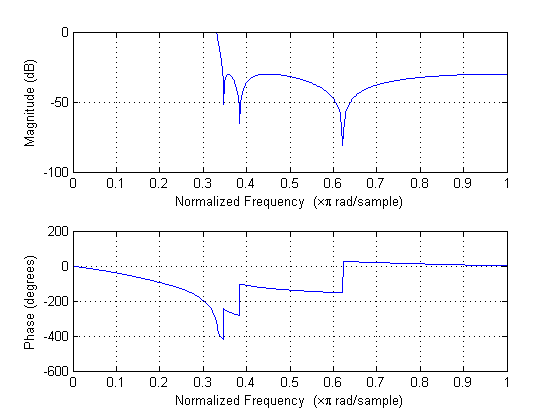 0
-50
-100
Magnitude (dB)
0 0.1 0.2 0.3 0.4 0.5 0.6 0.7 0.8 0.9 1
Normalized Frequency (×π rad/sample)
200
0
-200
-400
-600
Phase (degrees)
0 0.1 0.2 0.3 0.4 0.5 0.6 0.7 0.8 0.9 1
Normalized Frequency (×π rad/sample)